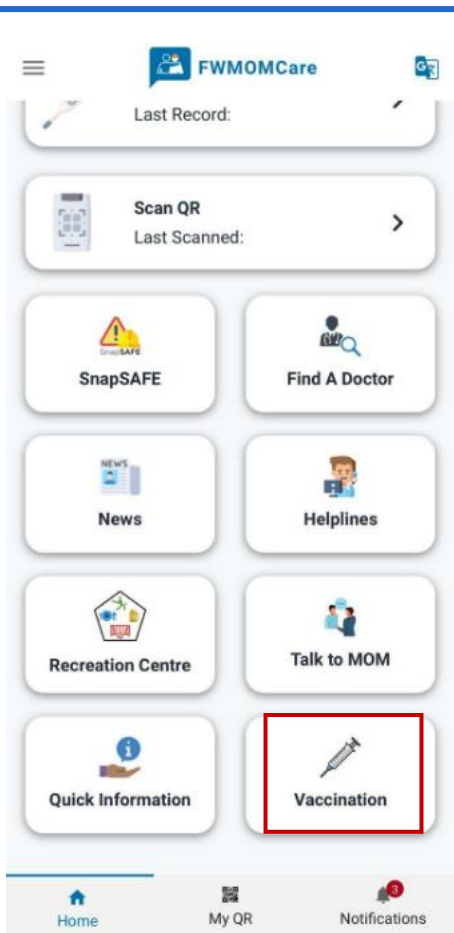 FWMOMCare
Last Record:
Scan QR
Last Scanned:
SnapSAFE
SnapSAFE
Find A Doctor
NEWS
News
Helplines
Recreation Centre
Talk to MOM
Quick Information
Vaccination
3
Home
My QR
Notifications